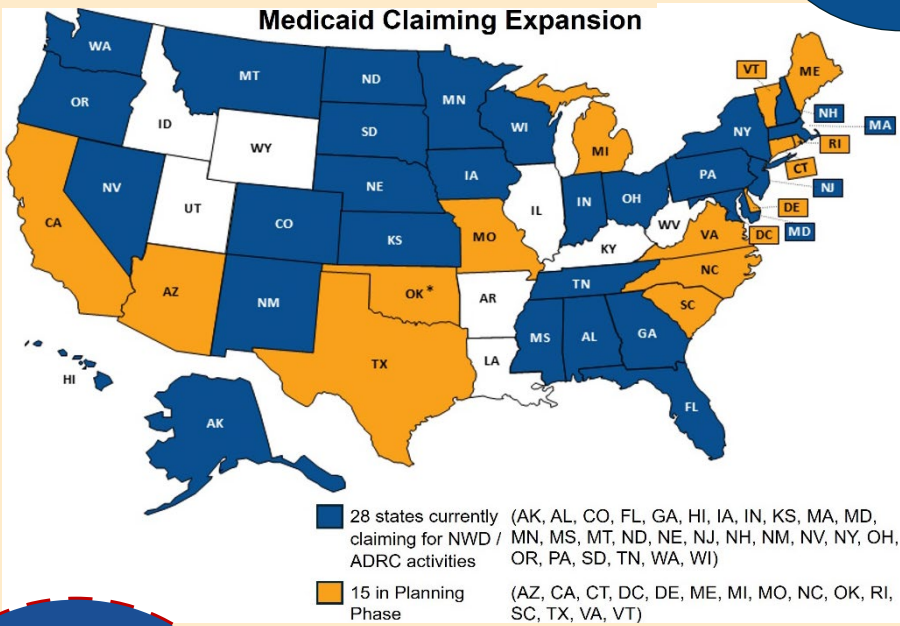 Medicaid Claiming Expansion
WA
MT
ND
MN
VT
ME
OR
ID
SD
WI
NH
MA
NY
RI
WY
MI
CT
NV
NE
IA
PA
NJ
UT
CO
IL
IN
OH
DE
CA
KS
MO
WV
VA
DC
MD
KY
AZ
NM
OK*
AR
TN
NC
SC
TX
MS
AL
GA
LA
HI
AK
FL
28 states currently (AK, AL, CO, FL, GA, HI, IA, IN, KS, MA, MD,
claiming for NWD / MN, MS, MT, ND, NE, NJ, NH, NM, NV, NY, OH,
ADRC activities OR, PA, SD, TN, WA, WI)
15 in Planning (AZ, CA, CT, DC, DE, ME, MI, MO, NC, OK, RI,
Phase SC, TX, VA, VT)